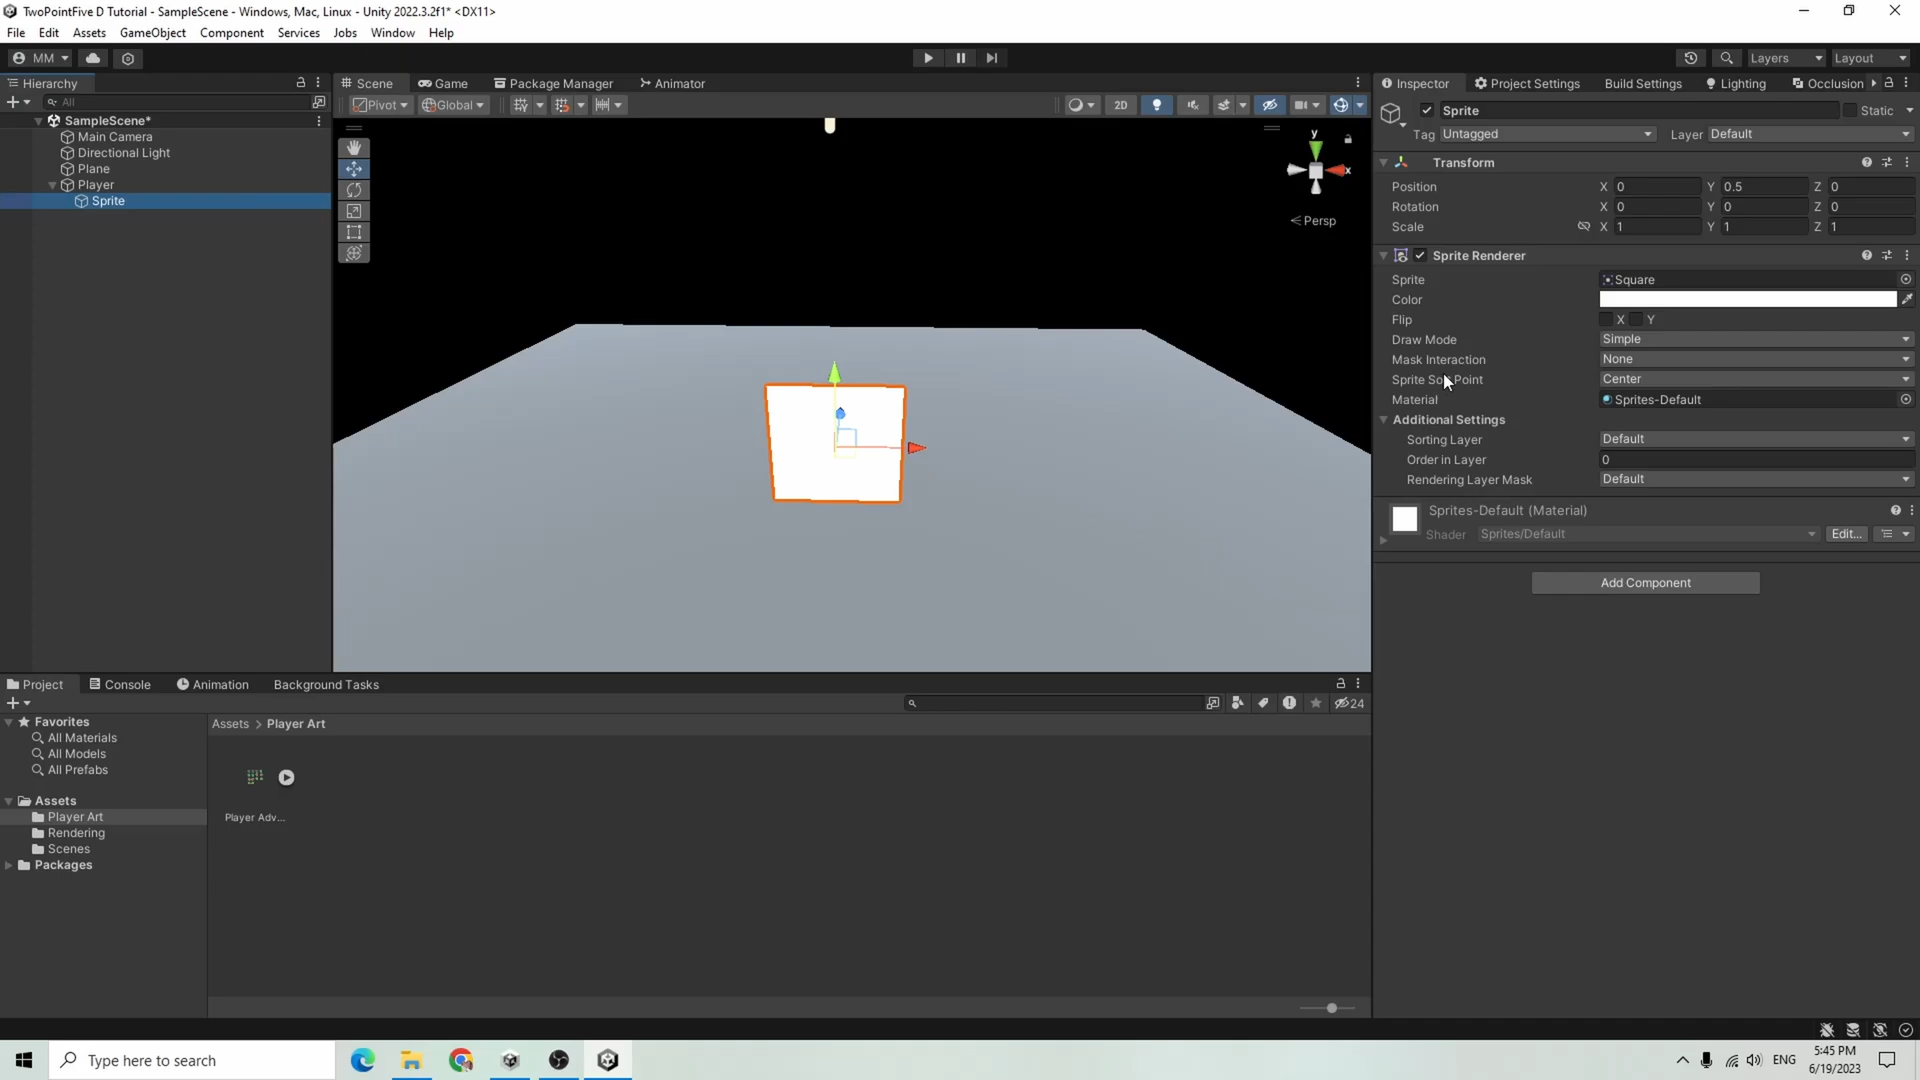 TwoPointFive D Tutorial - SampleScene - Windows, Mac, Linux - Unity 2022.3.2f1* <DX11>
File Edit Assets GameObject Component Services Jobs Window Help
MM Layers Layout
Hierarchy
All
SampleScene*
Main Camera
Directional Light
Plane
Player
Sprite
Scene Game Package Manager Animator
Pivot Global 2D
y
x
< Persp
Inspector Project Settings Build Settings Lighting Occlusion
Sprite Static
Tag Untagged Layer Default
Transform
Position X 0 Y 0.5 Z 0
Rotation X 0 Y 0 Z 0
Scale X 1 Y 1 Z 1
Sprite Renderer
Sprite Square
Color
Flip X Y
Draw Mode Simple
Mask Interaction None
Sprite Point Center
Material Sprites-Default
Additional Settings
Sorting Layer Default
Order in Layer 0
Rendering Layer Mask Default
Sprites-Default (Material)
Shader Sprites/Default Edit...
Add Component
Project Console Animation Background Tasks
24
Favorites
All Materials
All Models
All Prefabs
Assets
Player Art
Rendering
Scenes
Packages
Assets > Player Art
Player Adv...
Type here to search
ENG
5:45 PM
6/19/2023